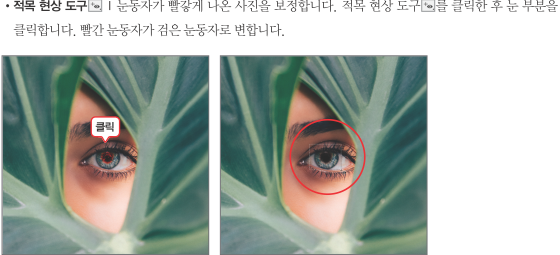 • 적목 현상 도구 | 눈동자가 빨갛게 나온 사진을 보정합니다. 적목 현상 도구를 클릭한 후 눈 부분을
클릭합니다. 빨간 눈동자가 검은 눈동자로 변합니다.
클릭